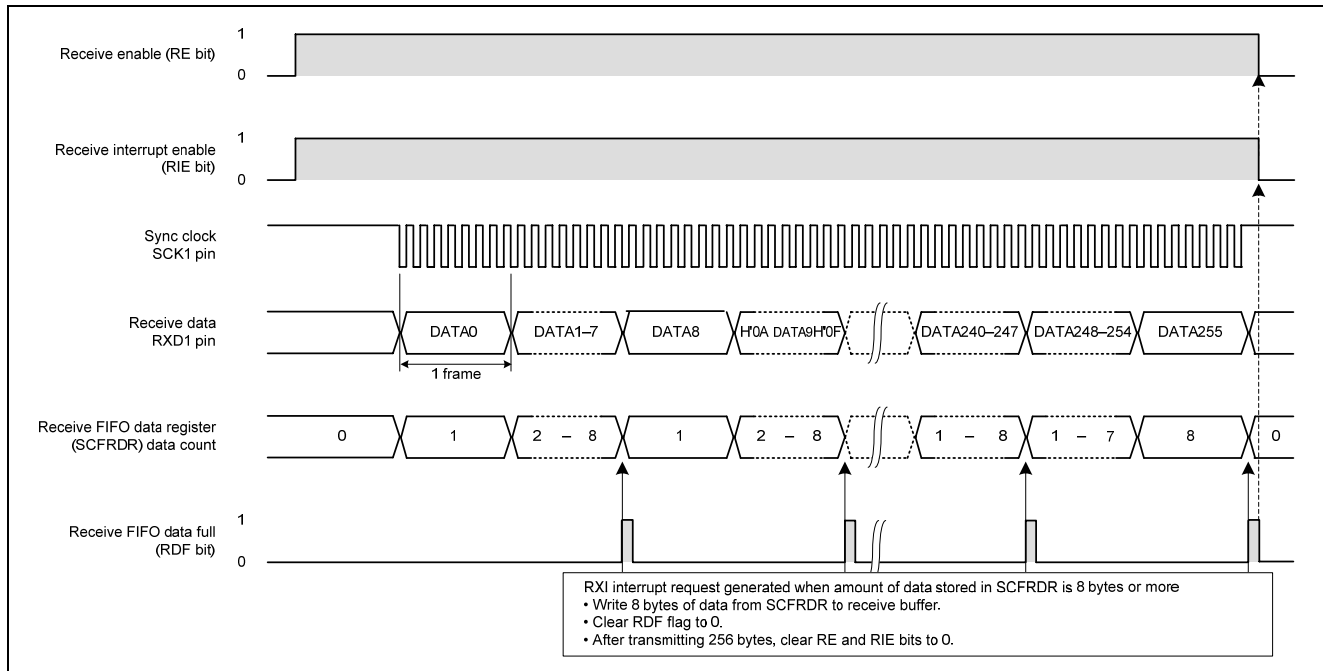 1
Receive enable (RE bit)
0
1
Receive interrupt enable
(RIE bit)
0
Sync clock
SCK1 pin
Receive data
RXD1 pin
DATA0
DATA1–7
DATA8
H'0A DATA9H'0F
DATA240–247
DATA248–254
DATA255
1 frame
Receive FIFO data register
(SCFRDR) data count
0
1
2 – 8
1
2 – 8
1 – 8
1 – 7
8
0
1
Receive FIFO data full
(RDF bit)
0
RXI interrupt request generated when amount of data stored in SCFRDR is 8 bytes or more
• Write 8 bytes of data from SCFRDR to receive buffer.
• Clear RDF flag to 0.
• After transmitting 256 bytes, clear RE and RIE bits to 0.